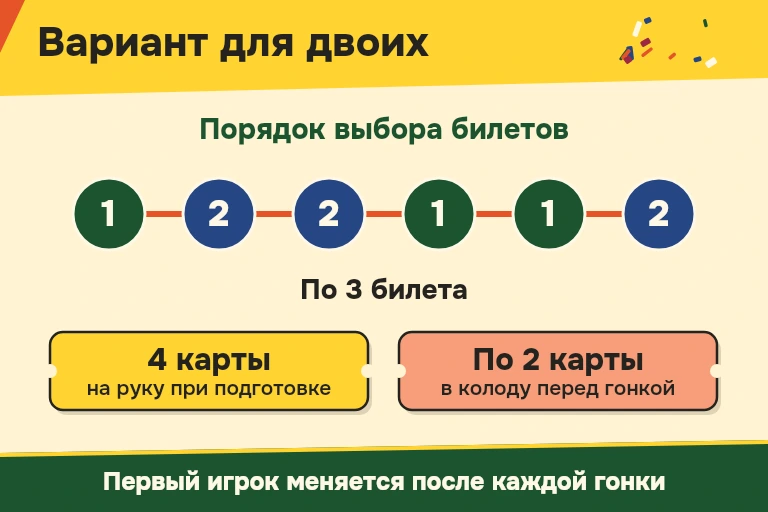 Вариант для двоих
Порядок выбора билетов
1 2 2 1 1 2
По 3 билета
4 карты
на руку при подготовке
По 2 карты
в колоду перед гонкой
Первый игрок меняется после каждой гонки